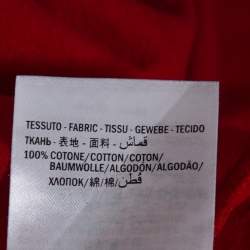 TESSUTO - FABRIC - TISSU - GEWEBE - TECIDO
ТКАНЬ - 表地 - 面料 - قماش
100% COTONE/COTTON/COTON/
BAUMWOLLE/ALGODÓN/ALGODÃO/
ХЛОПОК/綿/棉/قطن